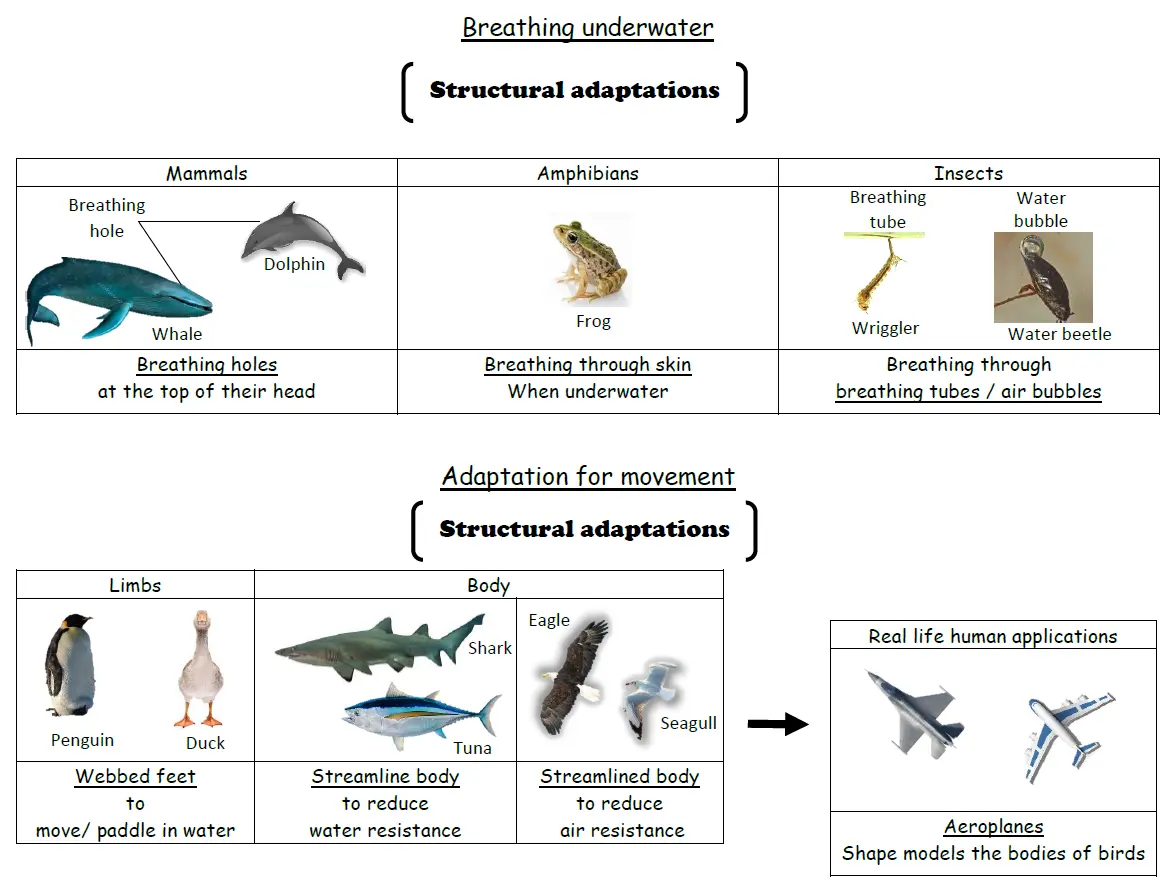 Breathing underwater
Structural adaptations
Mammals
Amphibians
Insects
Breathing
hole
Dolphin
Whale
Frog
Breathing
tube
Water
bubble
Wriggler
Water beetle
Breathing holes
at the top of their head
Breathing through skin
When underwater
Breathing through
breathing tubes / air bubbles
Adaptation for movement
Structural adaptations
Limbs
Body
Penguin
Duck
Shark
Tuna
Eagle
Seagull
Webbed feet
to
move/ paddle in water
Streamline body
to reduce
water resistance
Streamlined body
to reduce
air resistance
Real life human applications
Aeroplanes
Shape models the bodies of birds